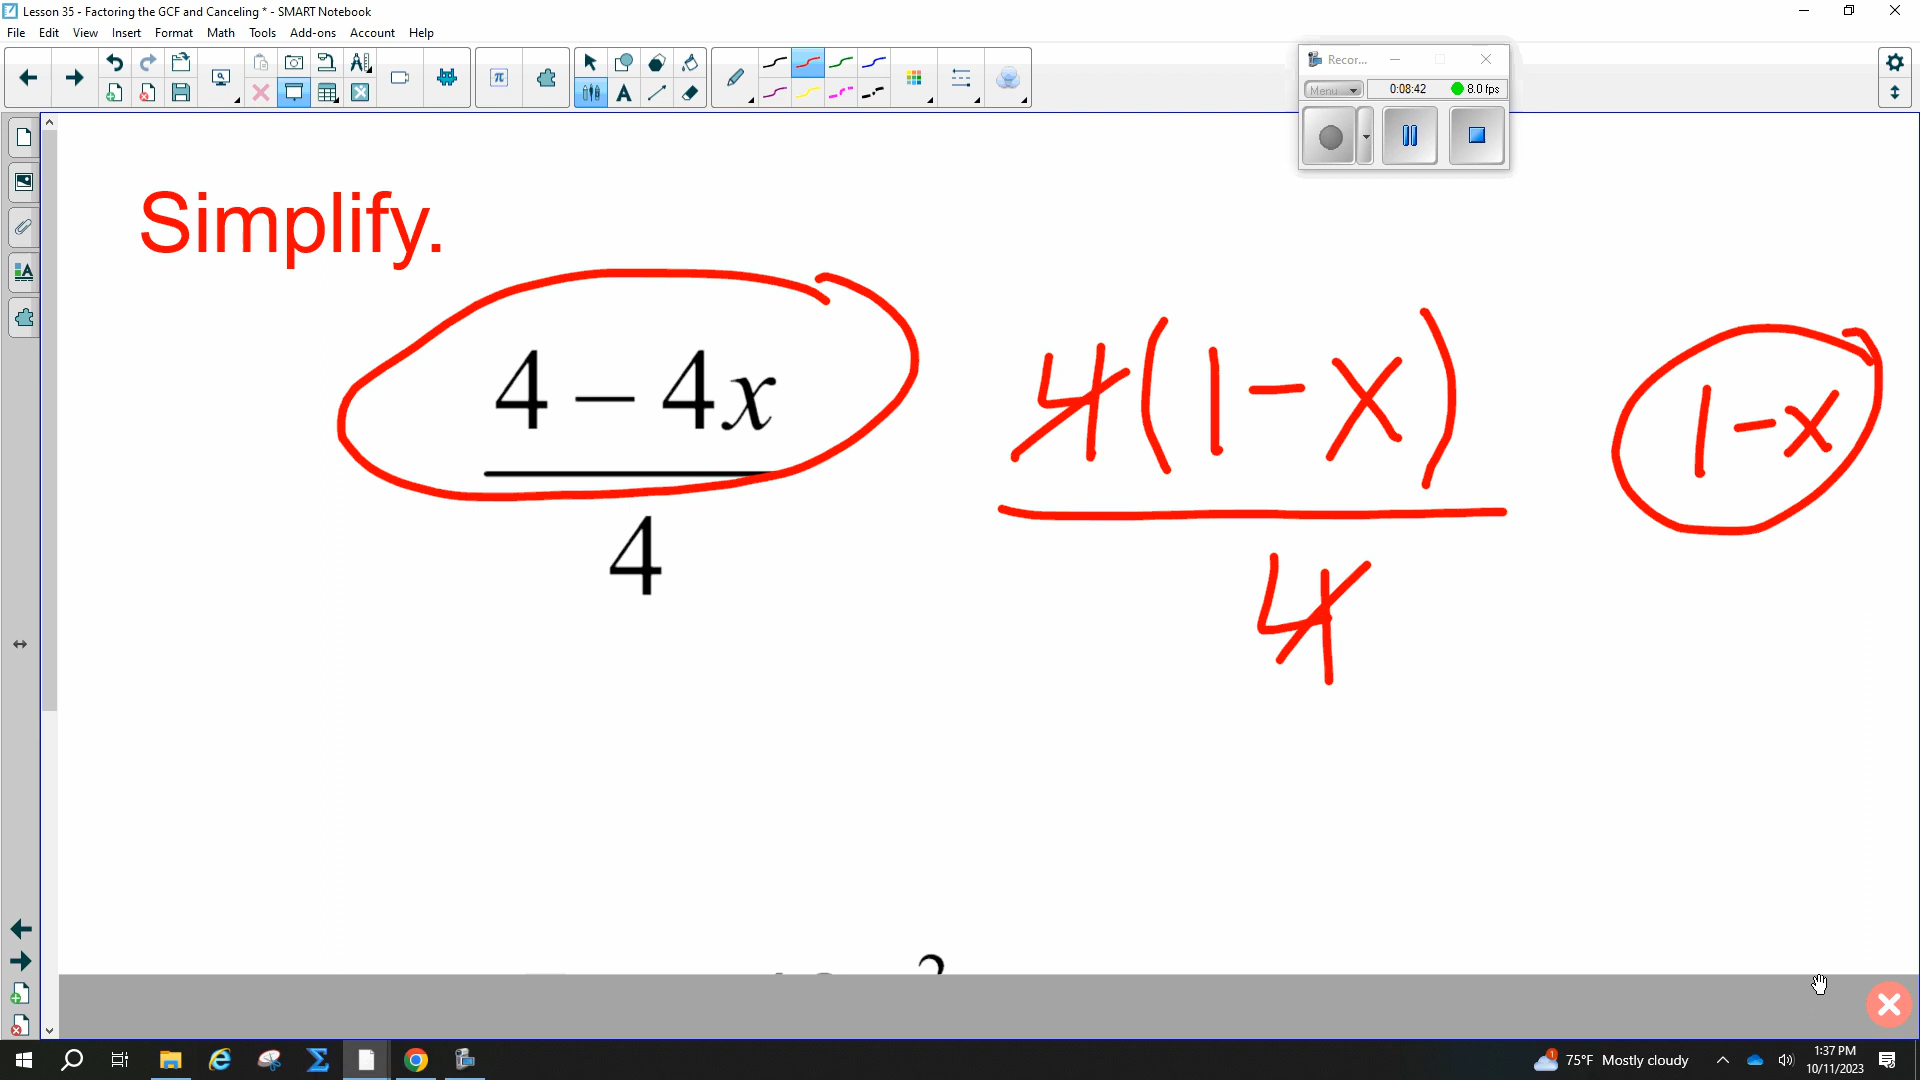 Lesson 35 - Factoring the GCF and Canceling * - SMART Notebook
File Edit View Insert Format Math Tools Add-ons Account Help
Recor...
Menu 0:08:42 8.0 fps
Simplify.
4 − 4x
4
4(1-x)
4
1-x
75°F Mostly cloudy
1:37 PM
10/11/2023